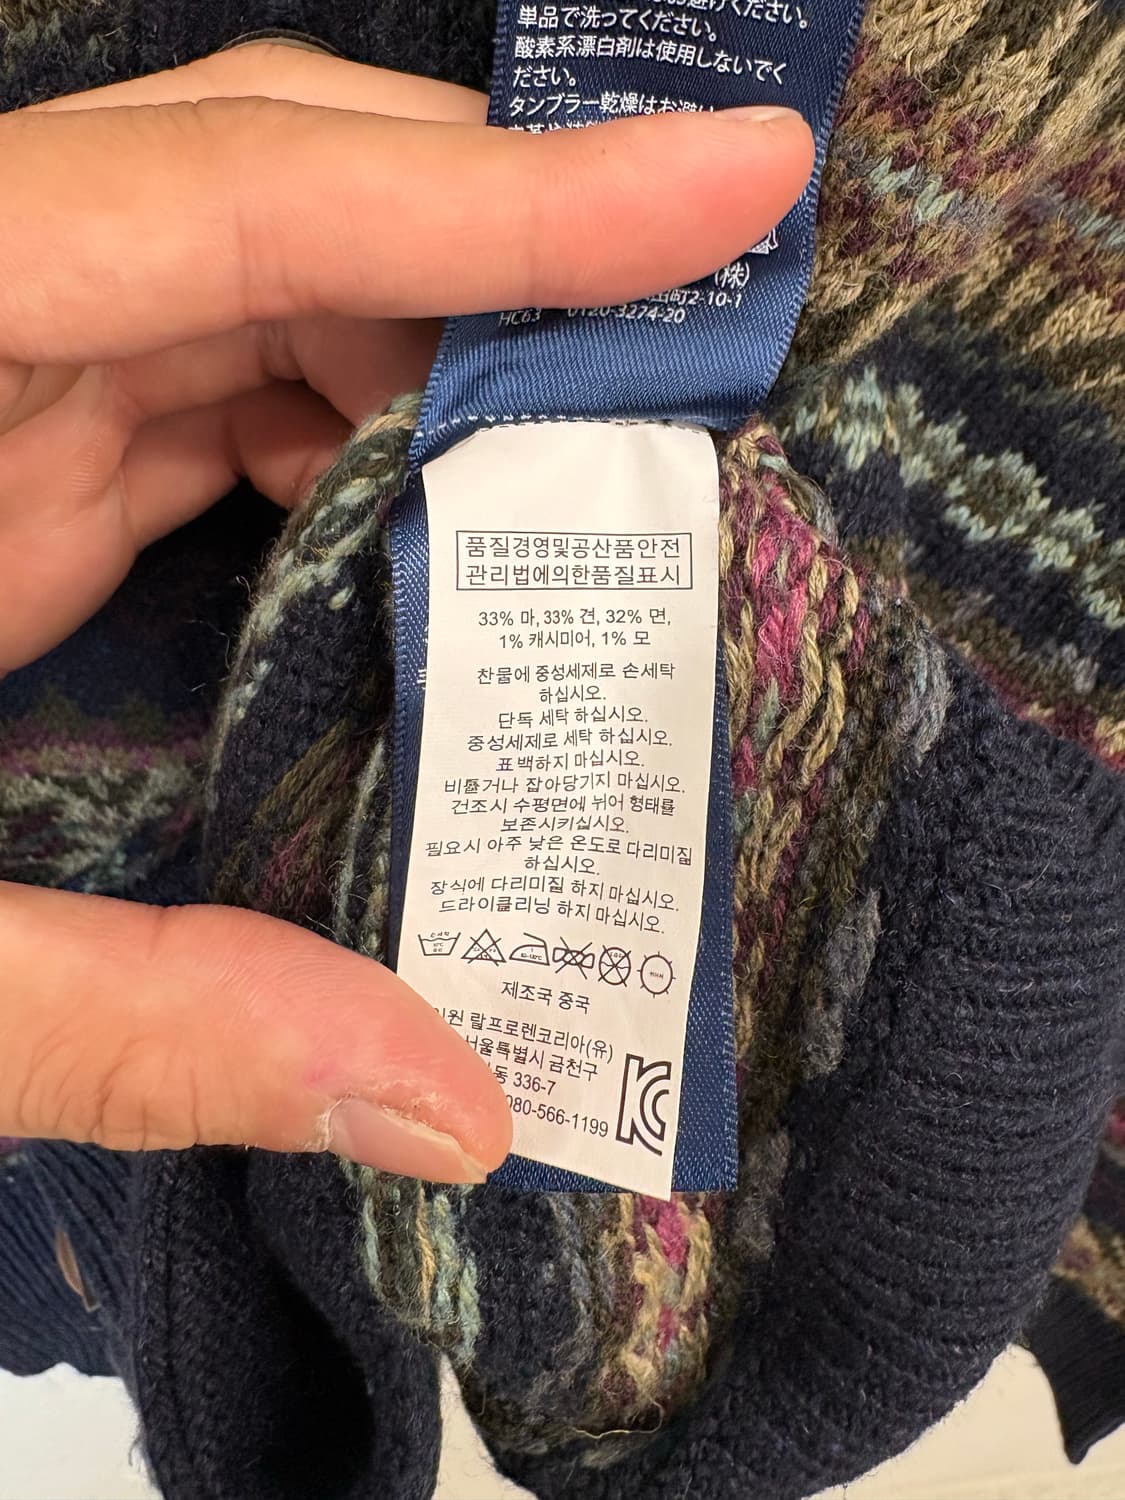 単品で洗ってください。
酸素系漂白剤は使用しないでく
ださい。
タンブラー乾燥はお避け
(株)
町2-10-1
HC63 0120-3274-20
품질경영및공산품안전
관리법에의한품질표시
33% 마, 33% 견, 32% 면,
1% 캐시미어, 1% 모
찬물에 중성세제로 손세탁
하십시오.
단독 세탁 하십시오.
중성세제로 세탁 하십시오.
표백하지 마십시오.
비틀거나 잡아당기지 마십시오.
건조시 수평면에 뉘어 형태를
보존시키십시오.
필요시 아주 낮은 온도로 다리미질
하십시오.
장식에 다리미질 하지 마십시오.
드라이클리닝 하지 마십시오.
제조국 중국
랄프로렌코리아(유)
서울특별시 금천구
336-7
080-566-1199